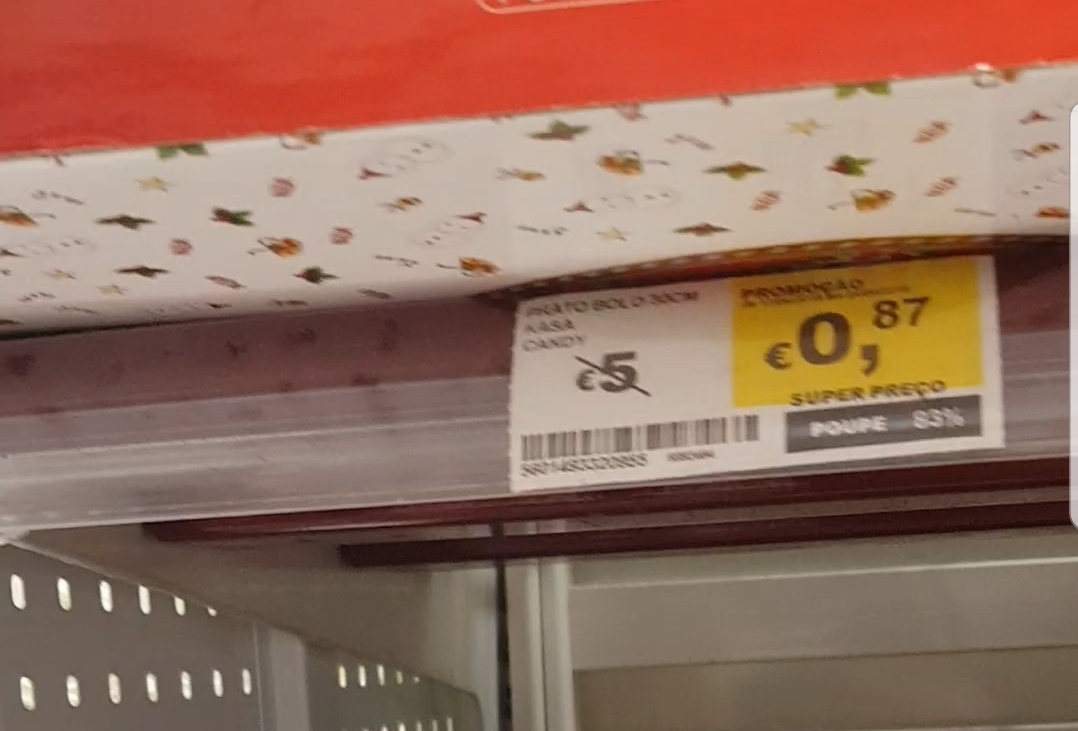 PRATO BOLO 30CM
KASA
CANDY
€5
PROMOÇÃO
€0,87
SUPER PREÇO
POUPE 83%